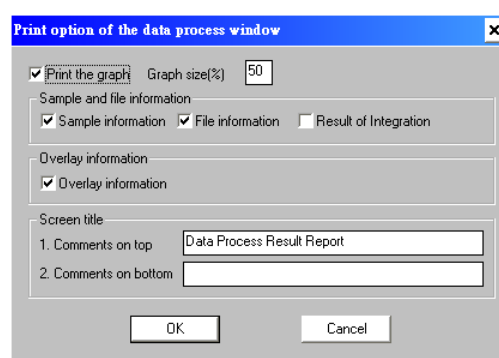 Print option of the data process window
Print the graph Graph size(%) 50
Sample and file information
Sample information File information Result of Integration
Overlay information
Overlay information
Screen title
1. Comments on top Data Process Result Report
2. Comments on bottom
OK Cancel